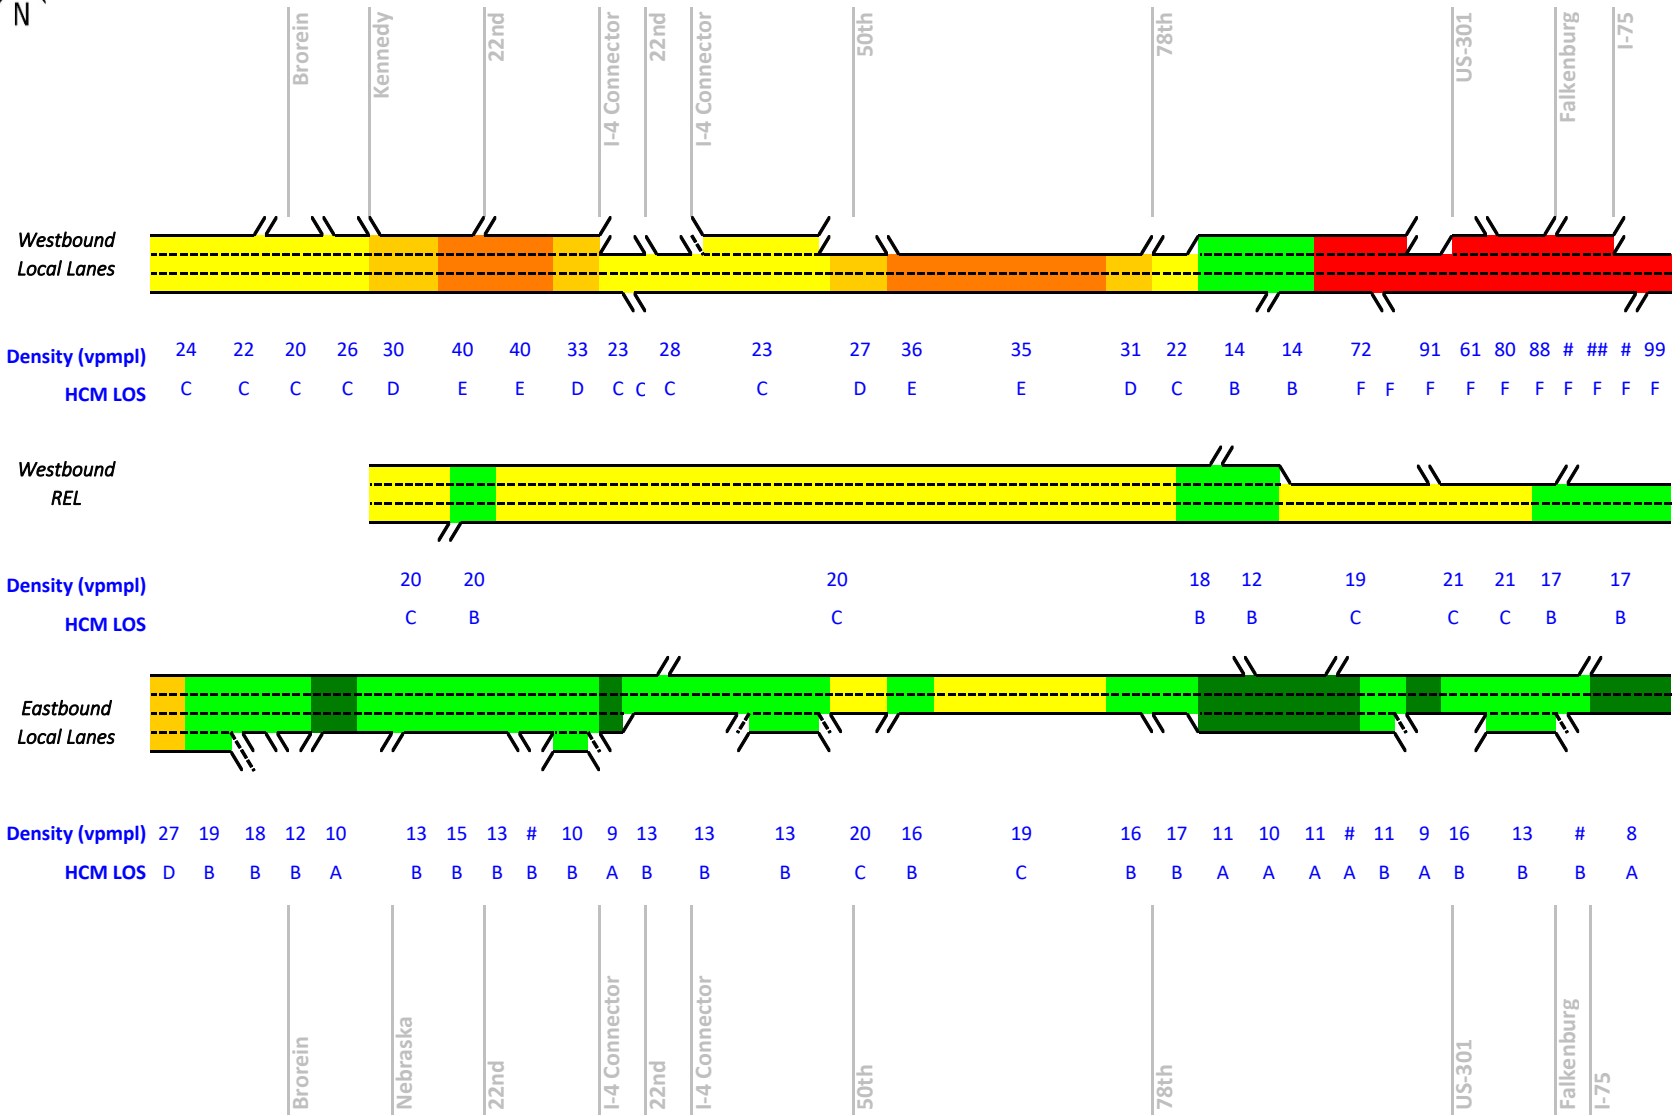 N
Brorein
Kennedy
22nd
I-4 Connector
22nd
I-4 Connector
50th
78th
US-301
Falkenburg
I-75
Westbound
Local Lanes
Density (vpmpl) 24 22 20 26 30 40 40 33 23 28 23 27 36 35 31 22 14 14 72 91 61 80 88 # ## # 99
HCM LOS C C C C D E E D C C C C D E E D C B B F F F F F F F F F F
Westbound
REL
Density (vpmpl) 20 20 20 18 12 19 21 21 17 17
HCM LOS C B C B B C C C B B
Eastbound
Local Lanes
Density (vpmpl) 27 19 18 12 10 13 15 13 # 10 9 13 13 13 20 16 19 16 17 11 10 11 # 11 9 16 13 # 8
HCM LOS D B B B A B B B B B A B B B C B C B B A A A A B A B B B A
Brorein
Nebraska
22nd
I-4 Connector
22nd
I-4 Connector
50th
78th
US-301
Falkenburg
I-75